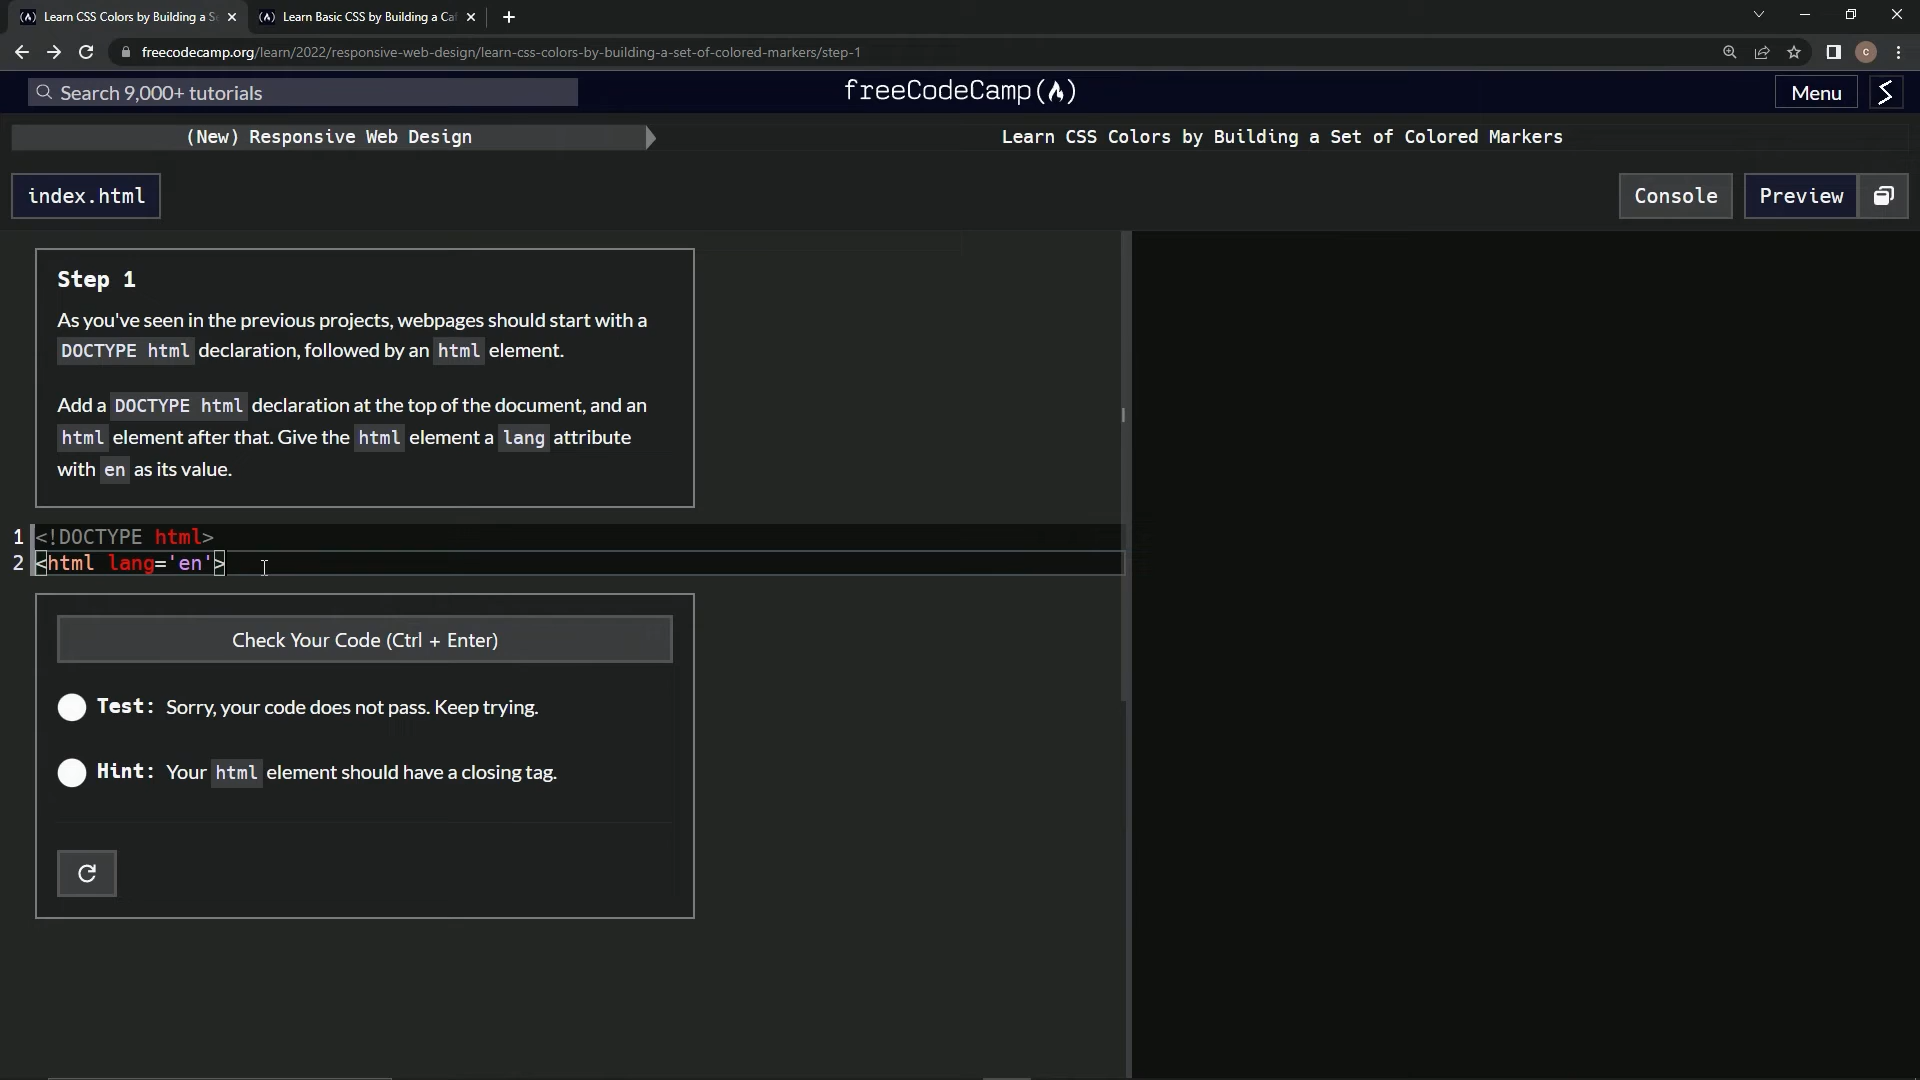 Learn CSS Colors by Building a S
Learn Basic CSS by Building a Caf
freecodecamp.org/learn/2022/responsive-web-design/learn-css-colors-by-building-a-set-of-colored-markers/step-1
c
Search 9,000+ tutorials
freeCodeCamp
Menu
(New) Responsive Web Design
Learn CSS Colors by Building a Set of Colored Markers
index.html
Console
Preview
Step 1
As you've seen in the previous projects, webpages should start with a
DOCTYPE html declaration, followed by an html element.
Add a DOCTYPE html declaration at the top of the document, and an
html element after that. Give the html element a lang attribute
with en as its value.
1 <!DOCTYPE html>
2 <html lang='en'>
Check Your Code (Ctrl + Enter)
Test: Sorry, your code does not pass. Keep trying.
Hint: Your html element should have a closing tag.